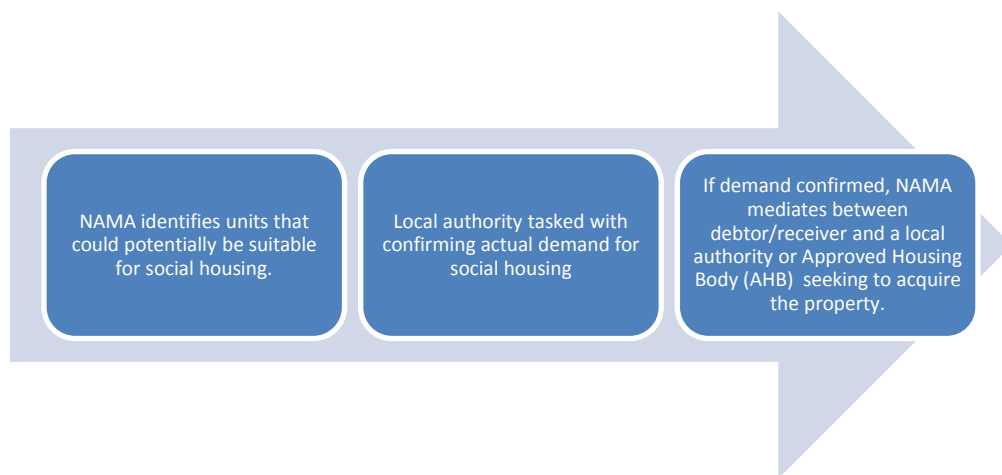 NAMA identifies units that
could potentially be suitable
for social housing.
Local authority tasked with
confirming actual demand for
social housing
If demand confirmed, NAMA
mediates between
debtor/receiver and a local
authority or Approved Housing
Body (AHB) seeking to acquire
the property.